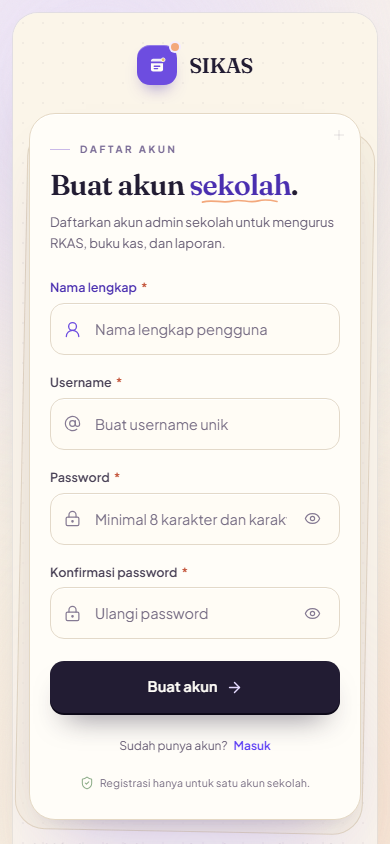 SIKAS
DAFTAR AKUN
Buat akun sekolah.
Daftarkan akun admin sekolah untuk mengurus
RKAS, buku kas, dan laporan.
Nama lengkap *
Nama lengkap pengguna
Username *
Buat username unik
Password *
Minimal 8 karakter dan karak
Konfirmasi password *
Ulangi password
Buat akun →
Sudah punya akun? Masuk
Registrasi hanya untuk satu akun sekolah.